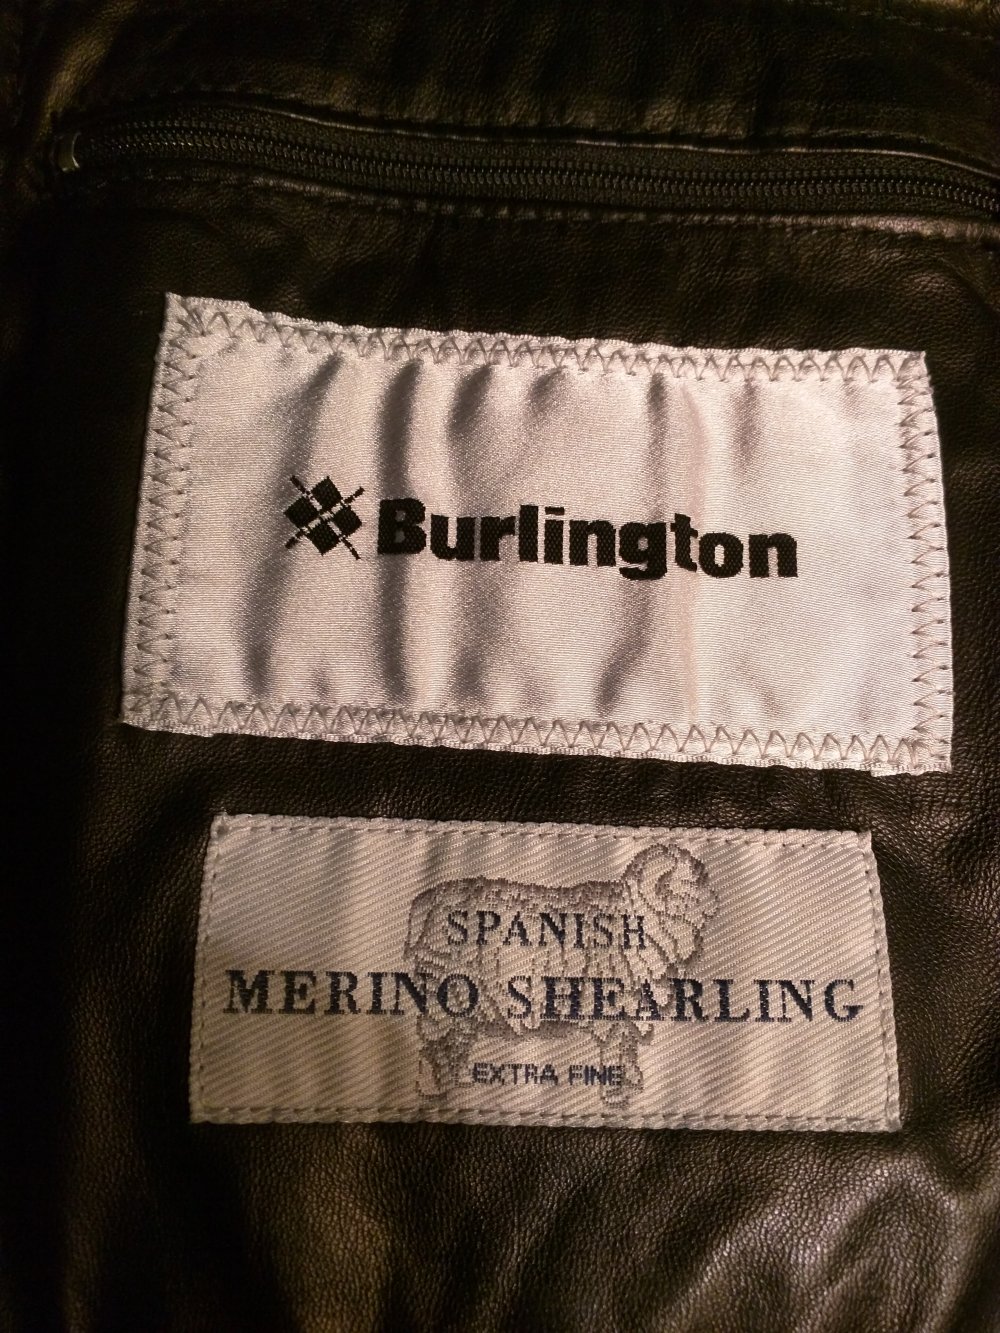 Burlington
SPANISH
MERINO SHEARLING
EXTRA FINE